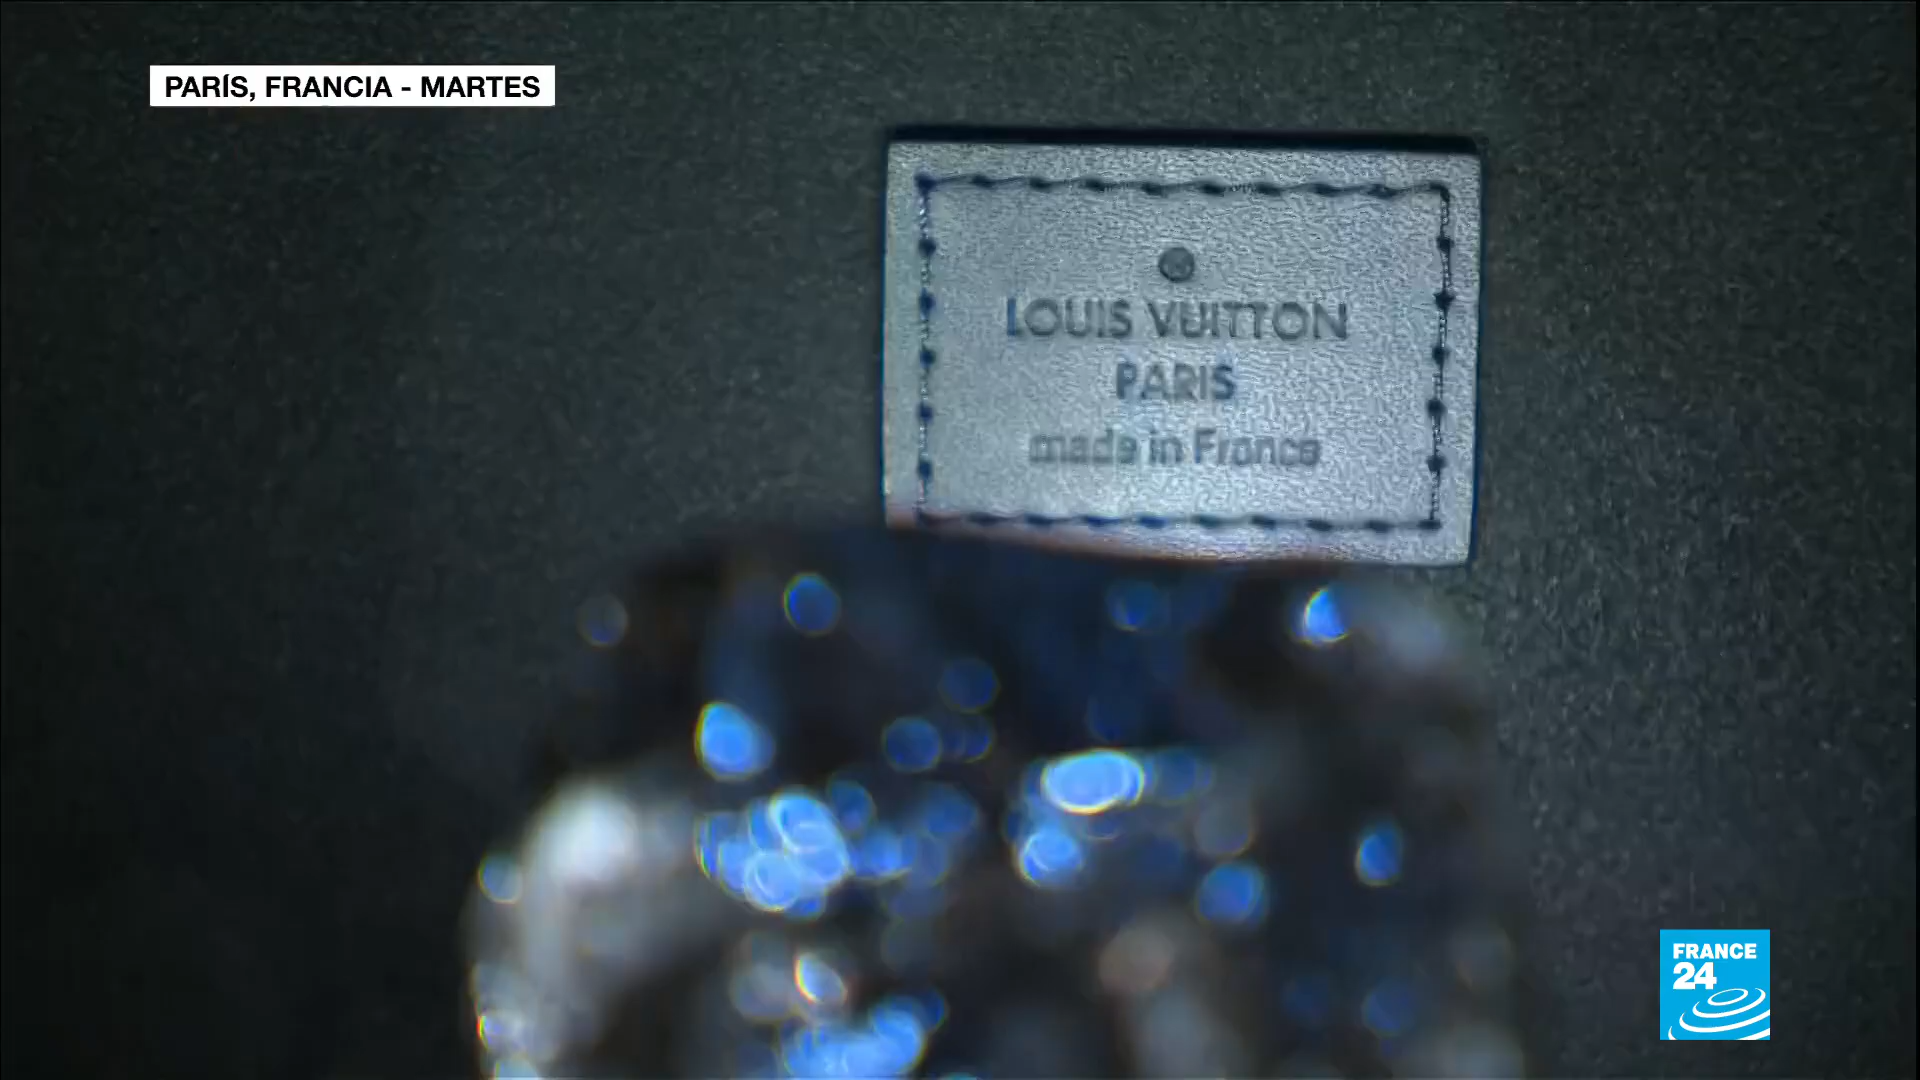 PARÍS, FRANCIA - MARTES
LOUIS VUITTON
PARIS
made in France
FRANCE
24